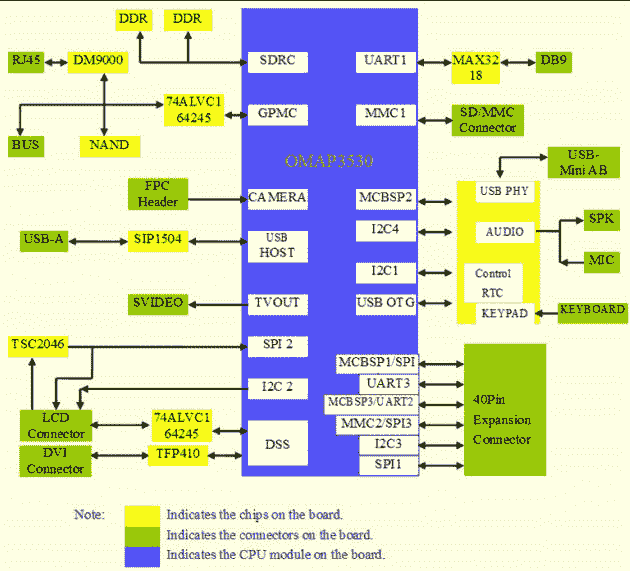 DDR
DDR
RJ45
DM9000
SDRC
UART1
MAX32
18
DB9
74ALVC1
64245
GPMC
MMC1
SD/MMC
Connector
BUS
NAND
OMAP3530
USB-
Mini AB
FPC
Header
CAMERA
MCBSP2
USB PHY
USB-A
SIP1504
USB
HOST
I2C4
AUDIO
SPK
MIC
I2C1
Control
RTC
SVIDEO
TVOUT
USB OTG
KEYPAD
KEYBOARD
TSC2046
SPI 2
MCBSP1/SPI
I2C 2
UART3
MCBSP3/UART2
40Pin
Expansion
Connector
LCD
Connector
74ALVC1
64245
DSS
MMC2/SPI3
I2C3
DVI
Connector
TFP410
SPI1
Note:
Indicates the chips on the board.
Indicates the connectors on the board.
Indicates the CPU module on the board.